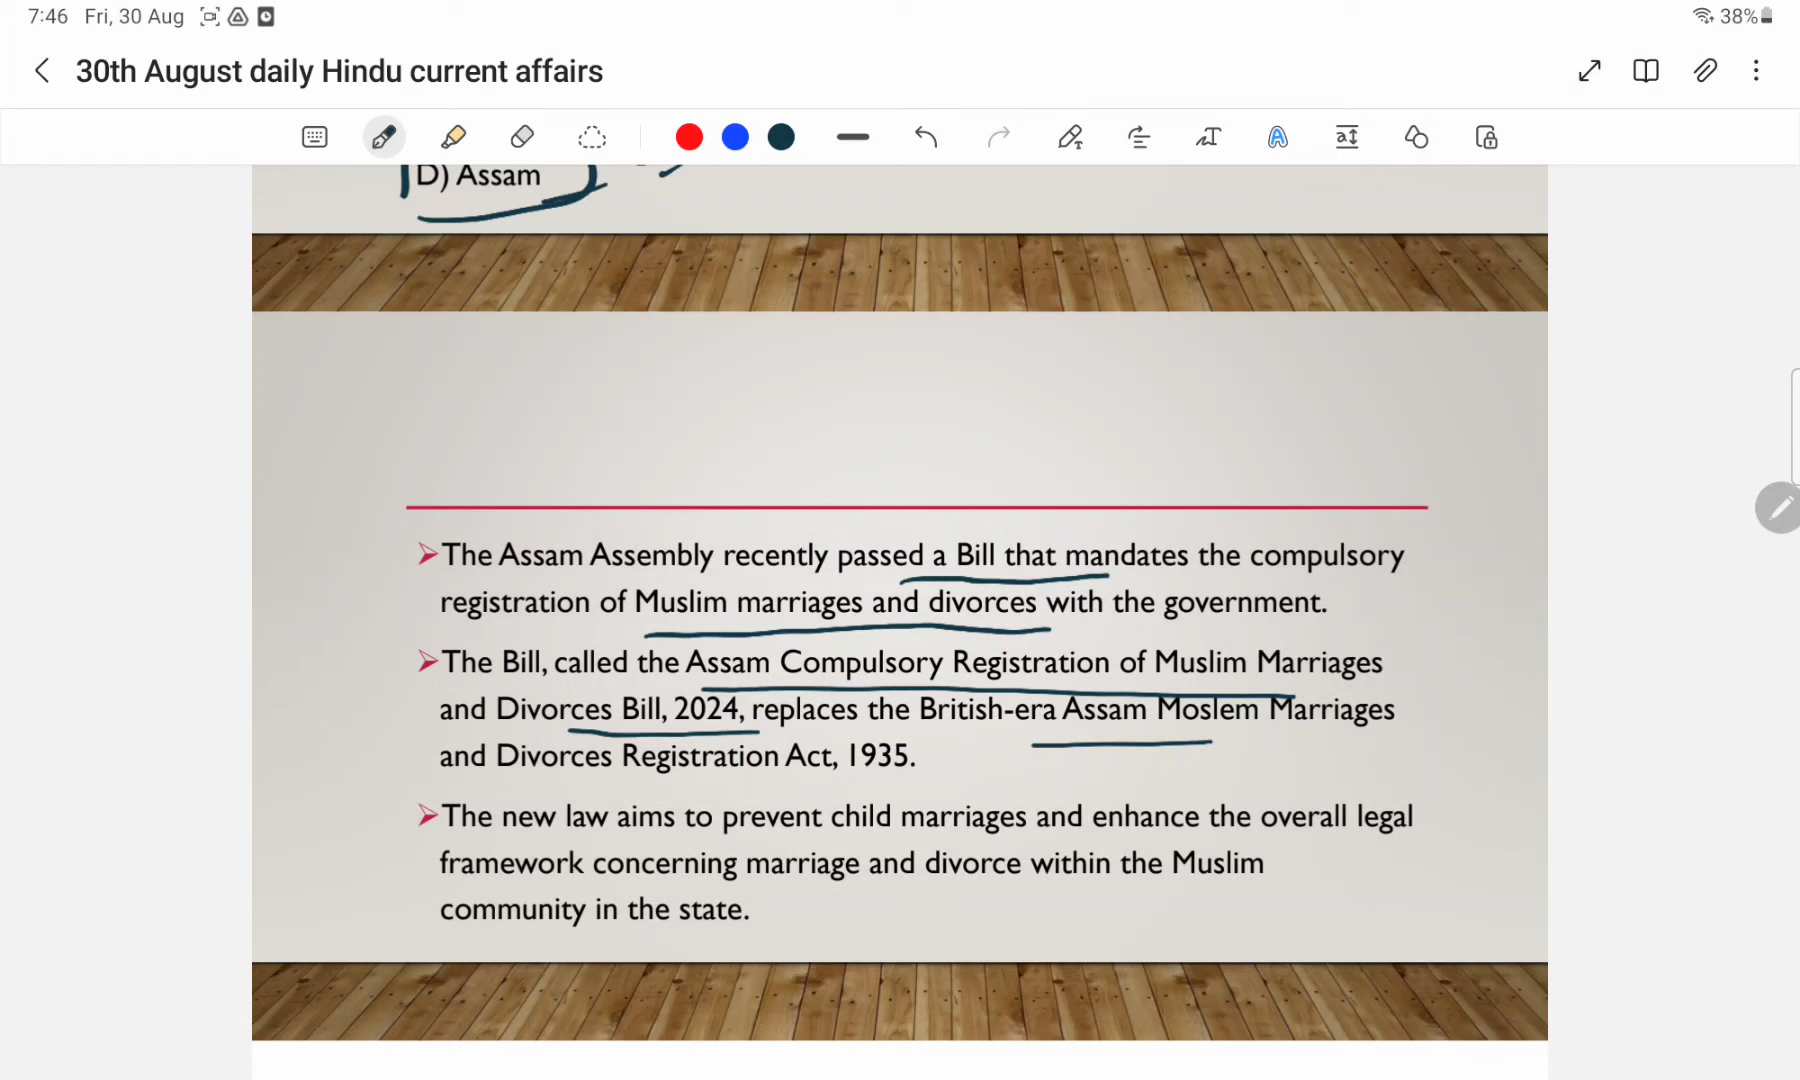 7:46 Fri, 30 Aug
38%
30th August daily Hindu current affairs
D) Assam
The Assam Assembly recently passed a Bill that mandates the compulsory
registration of Muslim marriages and divorces with the government.
The Bill, called the Assam Compulsory Registration of Muslim Marriages
and Divorces Bill, 2024, replaces the British-era Assam Moslem Marriages
and Divorces Registration Act, 1935.
The new law aims to prevent child marriages and enhance the overall legal
framework concerning marriage and divorce within the Muslim
community in the state.